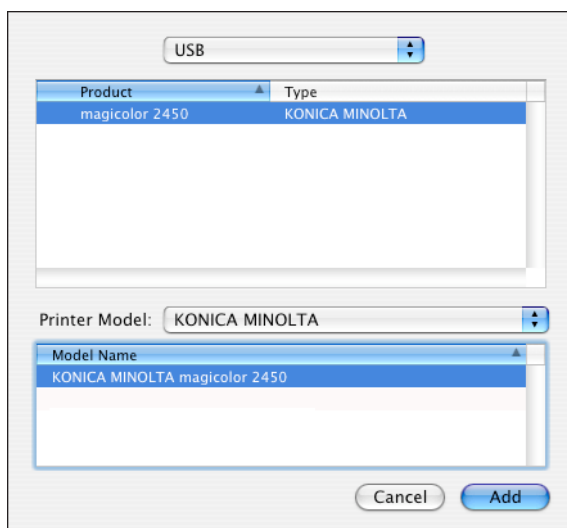 USB
Product Type
magicolor 2450 KONICA MINOLTA
Printer Model: KONICA MINOLTA
Model Name
KONICA MINOLTA magicolor 2450
Cancel Add